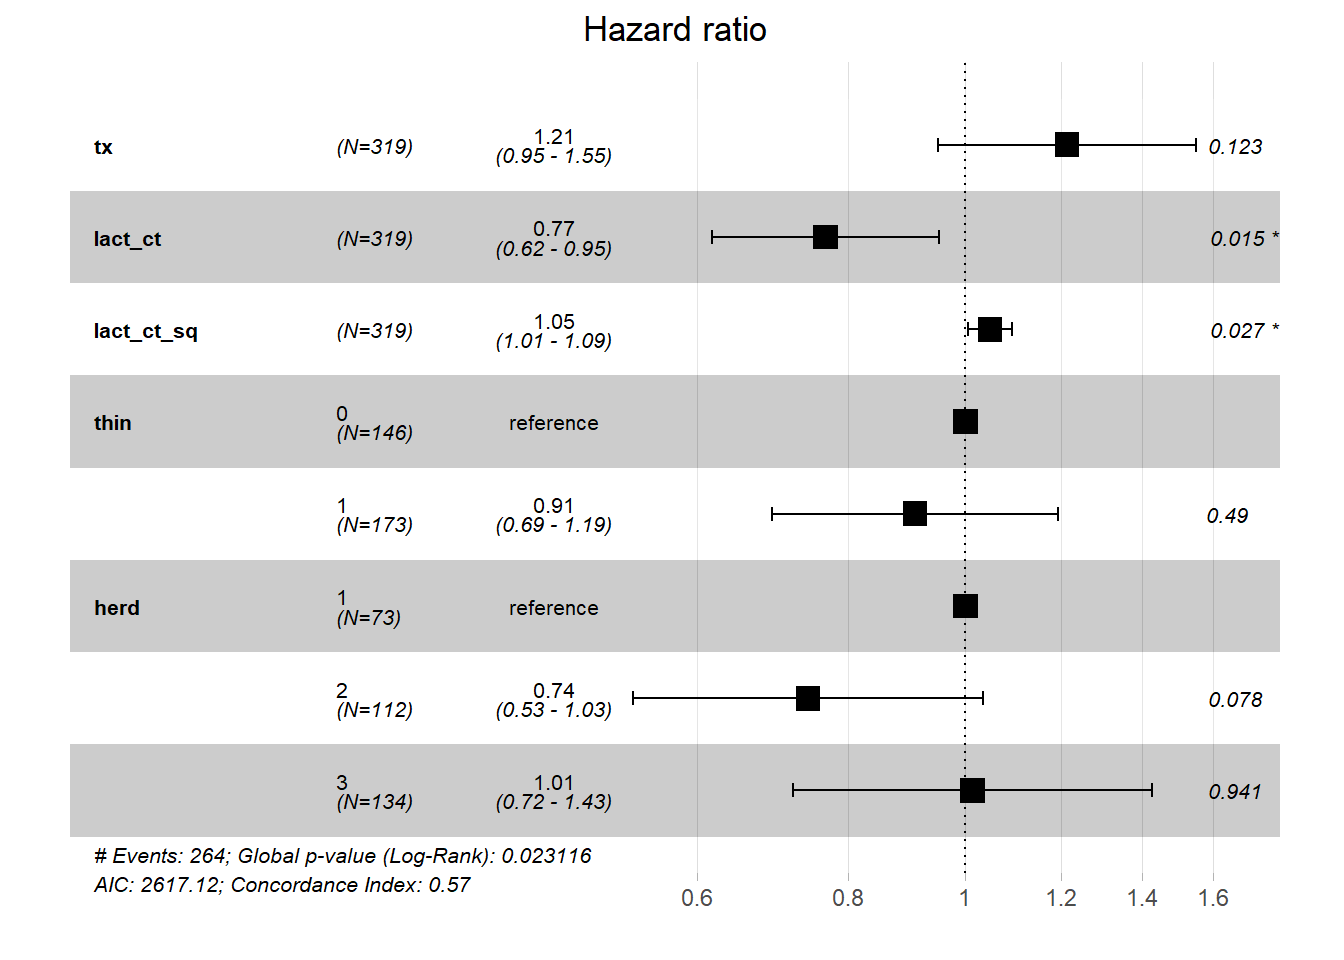 Hazard ratio
tx (N=319) 1.21 0.123
(0.95 - 1.55)
lact_ct (N=319) 0.77 0.015 *
(0.62 - 0.95)
lact_ct_sq (N=319) 1.05 0.027 *
(1.01 - 1.09)
thin 0 reference
(N=146)
1 0.91 0.49
(N=173) (0.69 - 1.19)
herd 1 reference
(N=73)
2 0.74 0.078
(N=112) (0.53 - 1.03)
3 1.01 0.941
(N=134) (0.72 - 1.43)
# Events: 264; Global p-value (Log-Rank): 0.023116
AIC: 2617.12; Concordance Index: 0.57
0.6 0.8 1 1.2 1.4 1.6